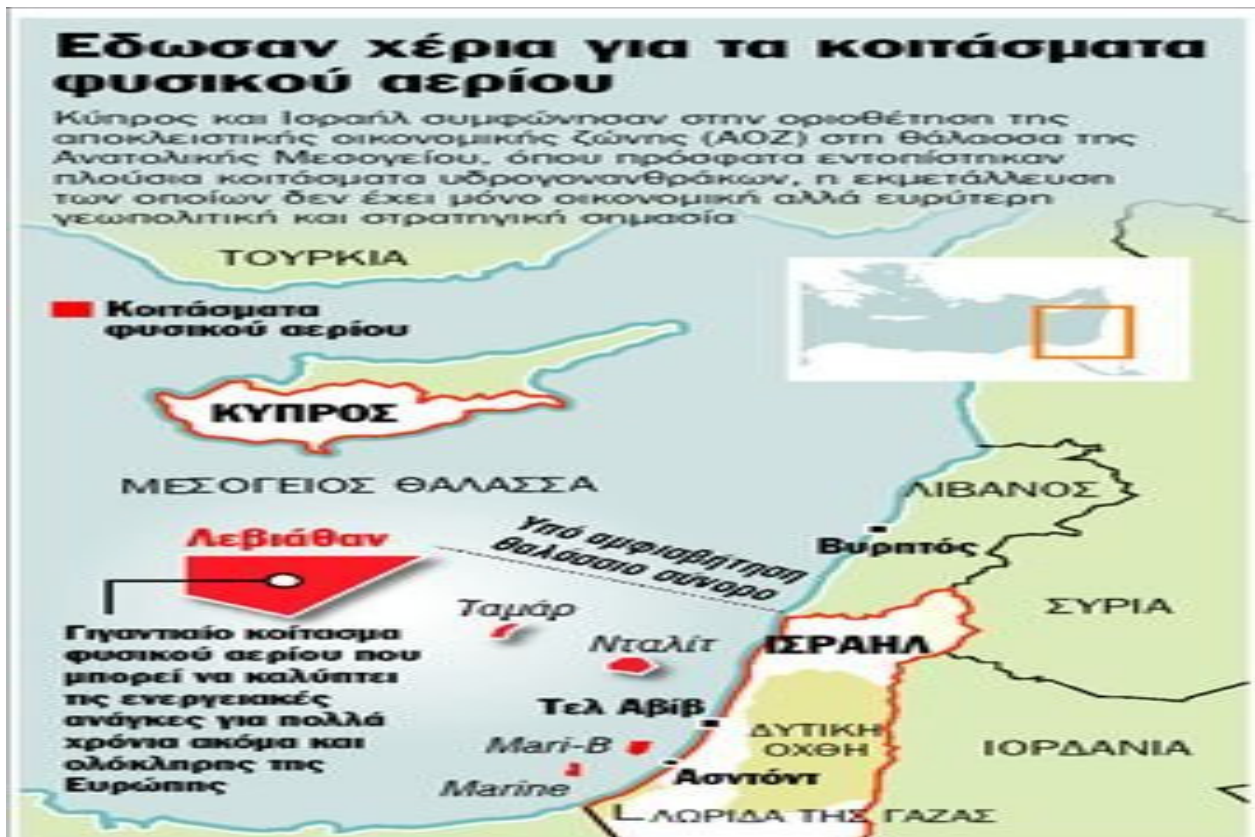 Εδωσαν χέρια για τα κοιτάσματα
φυσικού αερίου
Κύπρος και Ισραήλ συμφώνησαν στην οριοθέτηση της
αποκλειστικής οικονομικής ζώνης (ΑΟΖ) στη θάλασσα της
Ανατολικής Μεσογείου, όπου πρόσφατα εντοπίστηκαν
πλούσια κοιτάσματα υδρογονανθράκων, η εκμετάλλευση
των οποίων δεν έχει μόνο οικονομική αλλά ευρύτερη
γεωπολιτική και στρατηγική σημασία
ΤΟΥΡΚΙΑ
Κοιτάσματα
φυσικού αερίου
ΚΥΠΡΟΣ
ΜΕΣΟΓΕΙΟΣ ΘΑΛΑΣΣΑ
ΛΙΒΑΝΟΣ
Βυρητός
Λεβιάθαν
Υπό αμφισβήτηση
θαλάσσιο σύνορο
ΣΥΡΙΑ
Ταμάρ
Νταλίτ
ΙΣΡΑΗΛ
Γιγαντιαίο κοίτασμα
φυσικού αερίου που
μπορεί να καλύπτει
τις ενεργειακές
ανάγκες για πολλά
χρόνια ακόμα και
ολόκληρης της
Ευρώπης
Τελ Αβίβ
ΔΥΤΙΚΗ
ΟΧΘΗ
ΙΟΡΔΑΝΙΑ
Mari-B
Marine
Ασντόντ
ΛΩΡΙΔΑ ΤΗΣ ΓΑΖΑΣ